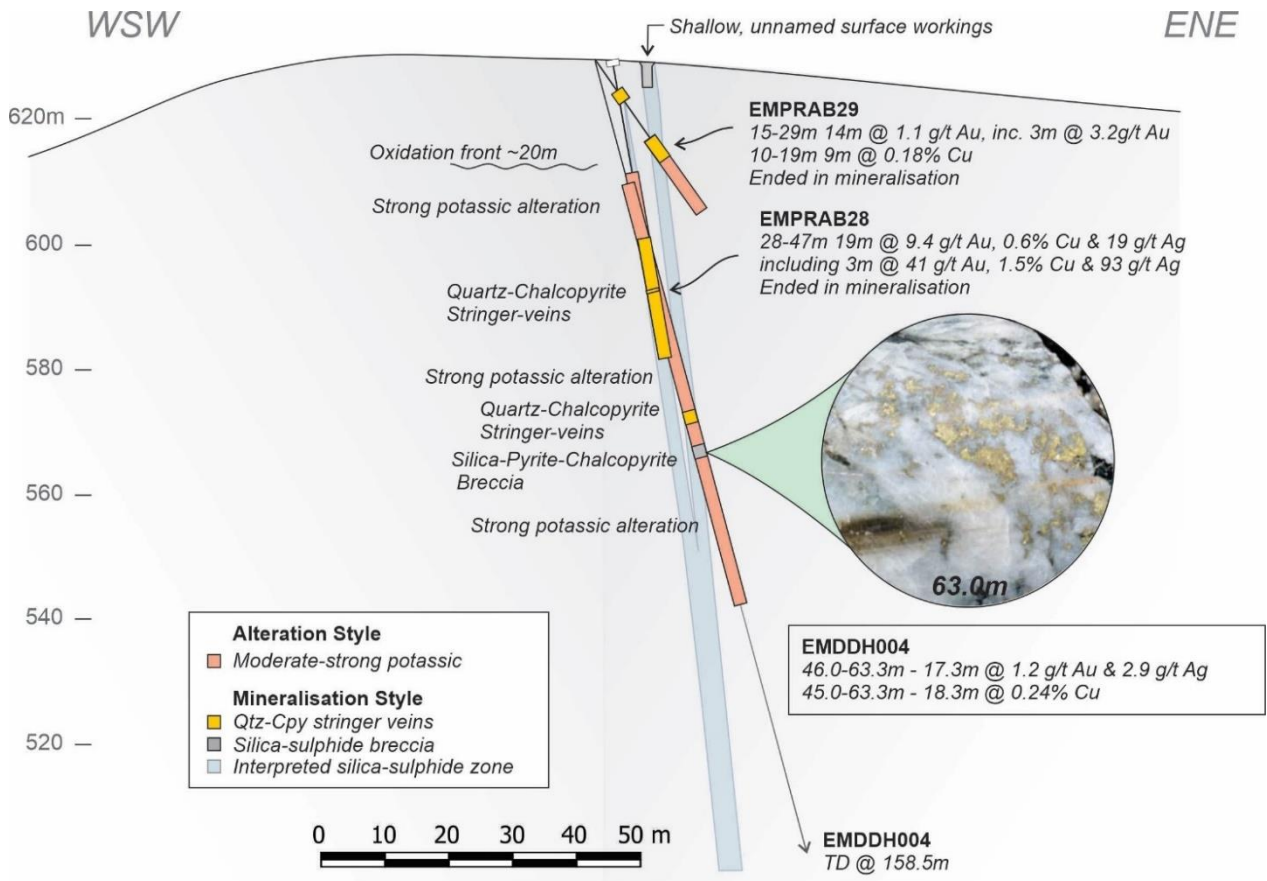 WSW
ENE
Shallow, unnamed surface workings
620m
600
580
560
540
520
Oxidation front ~20m
Strong potassic alteration
Quartz-Chalcopyrite
Stringer-veins
Strong potassic alteration
Quartz-Chalcopyrite
Stringer-veins
Silica-Pyrite-Chalcopyrite
Breccia
Strong potassic alteration
EMPRAB29
15-29m 14m @ 1.1 g/t Au, inc. 3m @ 3.2g/t Au
10-19m 9m @ 0.18% Cu
Ended in mineralisation
EMPRAB28
28-47m 19m @ 9.4 g/t Au, 0.6% Cu & 19 g/t Ag
including 3m @ 41 g/t Au, 1.5% Cu & 93 g/t Ag
Ended in mineralisation
63.0m
EMDDH004
46.0-63.3m - 17.3m @ 1.2 g/t Au & 2.9 g/t Ag
45.0-63.3m - 18.3m @ 0.24% Cu
Alteration Style
Moderate-strong potassic
Mineralisation Style
Qtz-Cpy stringer veins
Silica-sulphide breccia
Interpreted silica-sulphide zone
0 10 20 30 40 50 m
EMDDH004
TD @ 158.5m